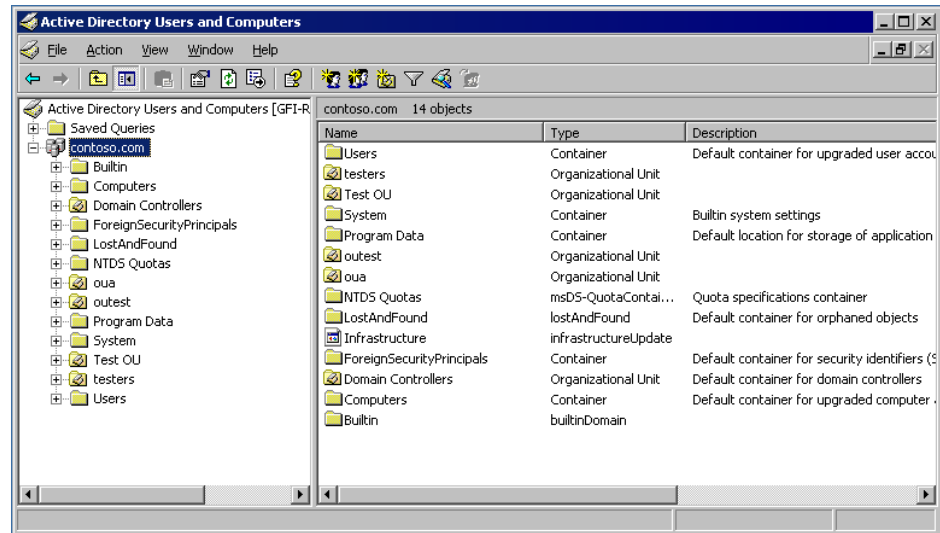 Active Directory Users and Computers
File Action View Window Help
Active Directory Users and Computers [GFI-R
Saved Queries
contoso.com
Builtin
Computers
Domain Controllers
ForeignSecurityPrincipals
LostAndFound
NTDS Quotas
oua
outest
Program Data
System
Test OU
testers
Users
contoso.com 14 objects
Name Type Description
Users Container Default container for upgraded user accou
testers Organizational Unit
Test OU Organizational Unit
System Container Builtin system settings
Program Data Container Default location for storage of application
outest Organizational Unit
oua Organizational Unit
NTDS Quotas msDS-QuotaContai... Quota specifications container
LostAndFound lostAndFound Default container for orphaned objects
Infrastructure infrastructureUpdate
ForeignSecurityPrincipals Container Default container for security identifiers (S
Domain Controllers Organizational Unit Default container for domain controllers
Computers Container Default container for upgraded computer
Builtin builtinDomain